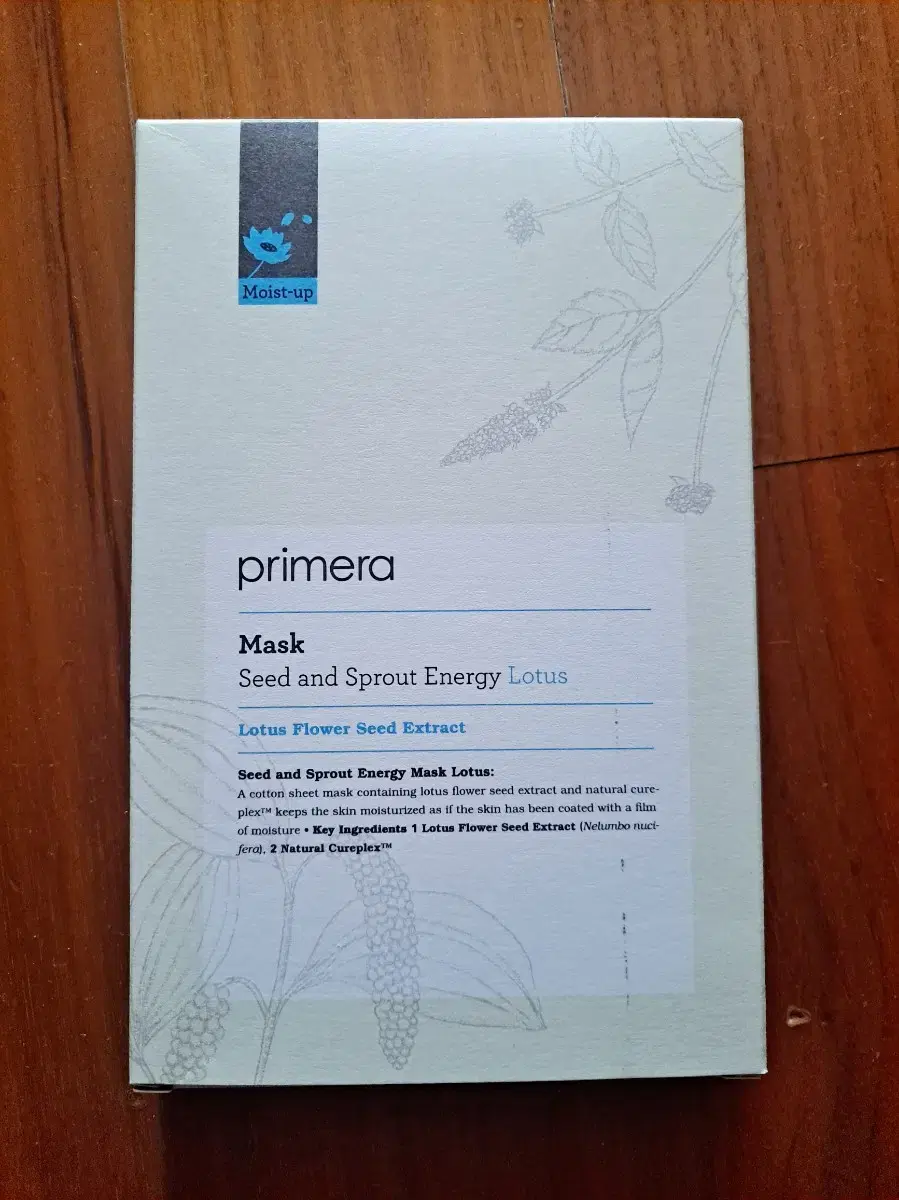 Moist-up
primera
Mask
Seed and Sprout Energy Lotus
Lotus Flower Seed Extract
Seed and Sprout Energy Mask Lotus:
A cotton sheet mask containing lotus flower seed extract and natural cure-
plex™ keeps the skin moisturized as if the skin has been coated with a film
of moisture • Key Ingredients 1 Lotus Flower Seed Extract (Nelumbo nuci-
fera), 2 Natural Cureplex™